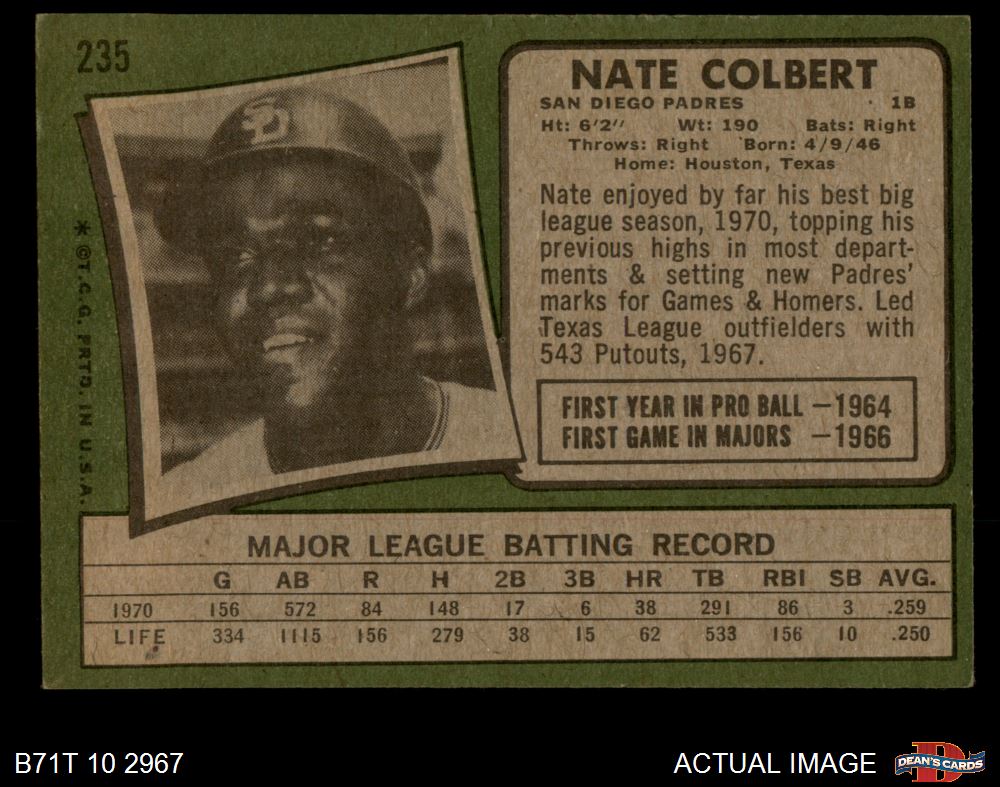 235
SD
* ©T.C.G. PRTD. IN U.S.A.
NATE COLBERT
SAN DIEGO PADRES · 1B
Ht: 6'2" Wt: 190 Bats: Right
Throws: Right Born: 4/9/46
Home: Houston, Texas
Nate enjoyed by far his best big
league season, 1970, topping his
previous highs in most depart-
ments & setting new Padres'
marks for Games & Homers. Led
Texas League outfielders with
543 Putouts, 1967.
FIRST YEAR IN PRO BALL —1964
FIRST GAME IN MAJORS —1966
MAJOR LEAGUE BATTING RECORD
G AB R H 2B 3B HR TB RBI SB AVG.
1970 156 572 84 148 17 6 38 291 86 3 .259
LIFE 334 1115 156 279 38 15 62 533 156 10 .250
B71T 10 2967
ACTUAL IMAGE
DEAN'S CARDS